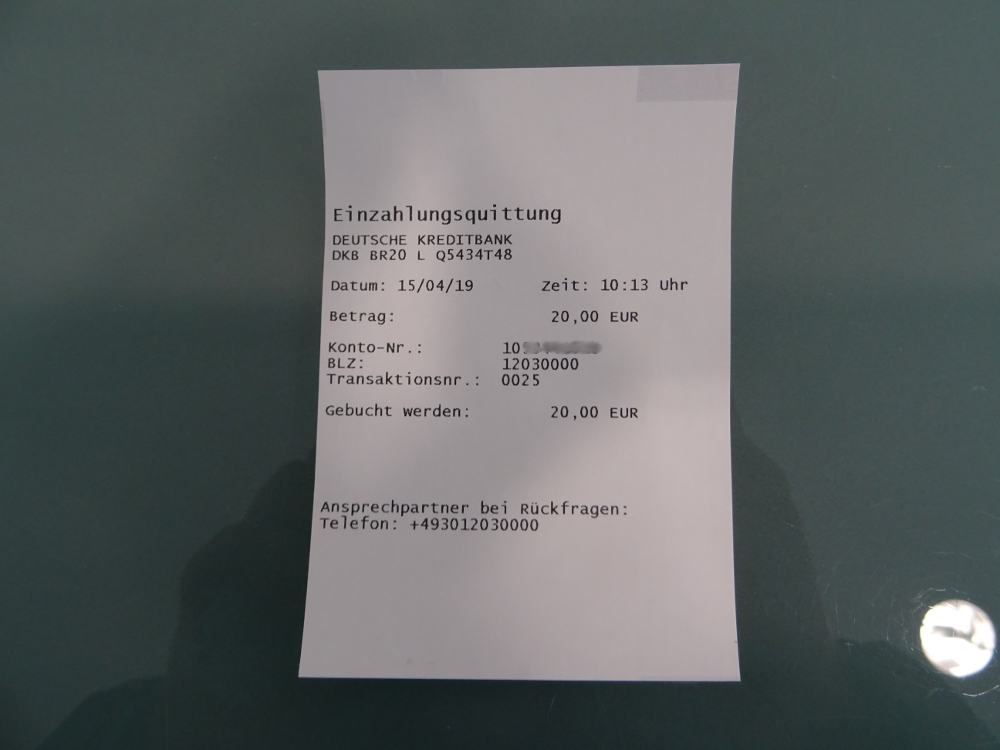 Einzahlungsquittung
DEUTSCHE KREDITBANK
DKB BR20 L Q5434T48
Datum: 15/04/19 Zeit: 10:13 Uhr
Betrag: 20,00 EUR
Konto-Nr.: 10
BLZ: 12030000
Transaktionsnr.: 0025
Gebucht werden: 20,00 EUR
Ansprechpartner bei Rückfragen:
Telefon: +493012030000